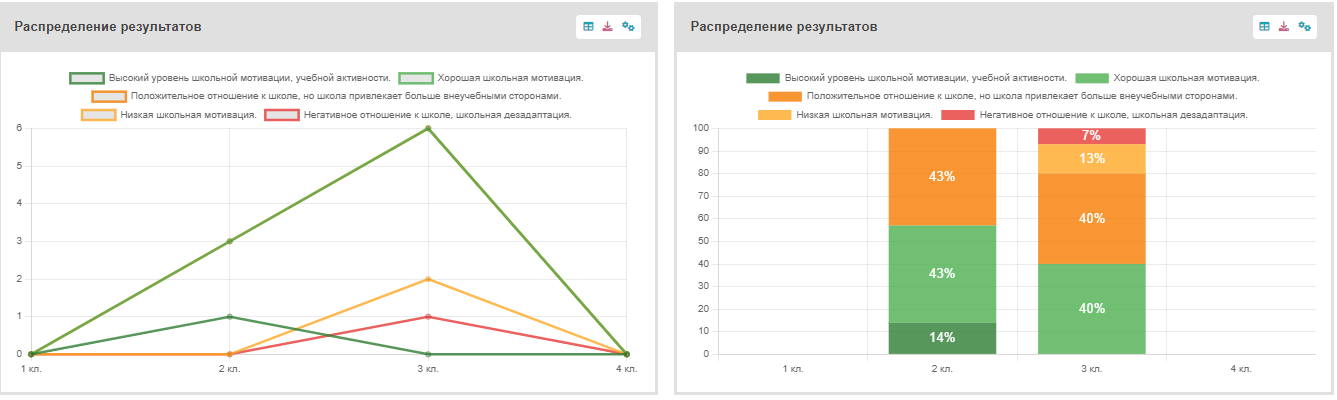 Распределение результатов
Высокий уровень школьной мотивации, учебной активности. Хорошая школьная мотивация.
Положительное отношение к школе, но школа привлекает больше внеучебными сторонами.
Низкая школьная мотивация. Негативное отношение к школе, школьная дезадаптация.
6
5
4
3
2
1
0
1 кл. 2 кл. 3 кл. 4 кл.
Распределение результатов
Высокий уровень школьной мотивации, учебной активности. Хорошая школьная мотивация.
Положительное отношение к школе, но школа привлекает больше внеучебными сторонами.
Низкая школьная мотивация. Негативное отношение к школе, школьная дезадаптация.
100
90
80
70
60
50
40
30
20
10
0
43%
43%
14%
7%
13%
40%
40%
1 кл. 2 кл. 3 кл. 4 кл.